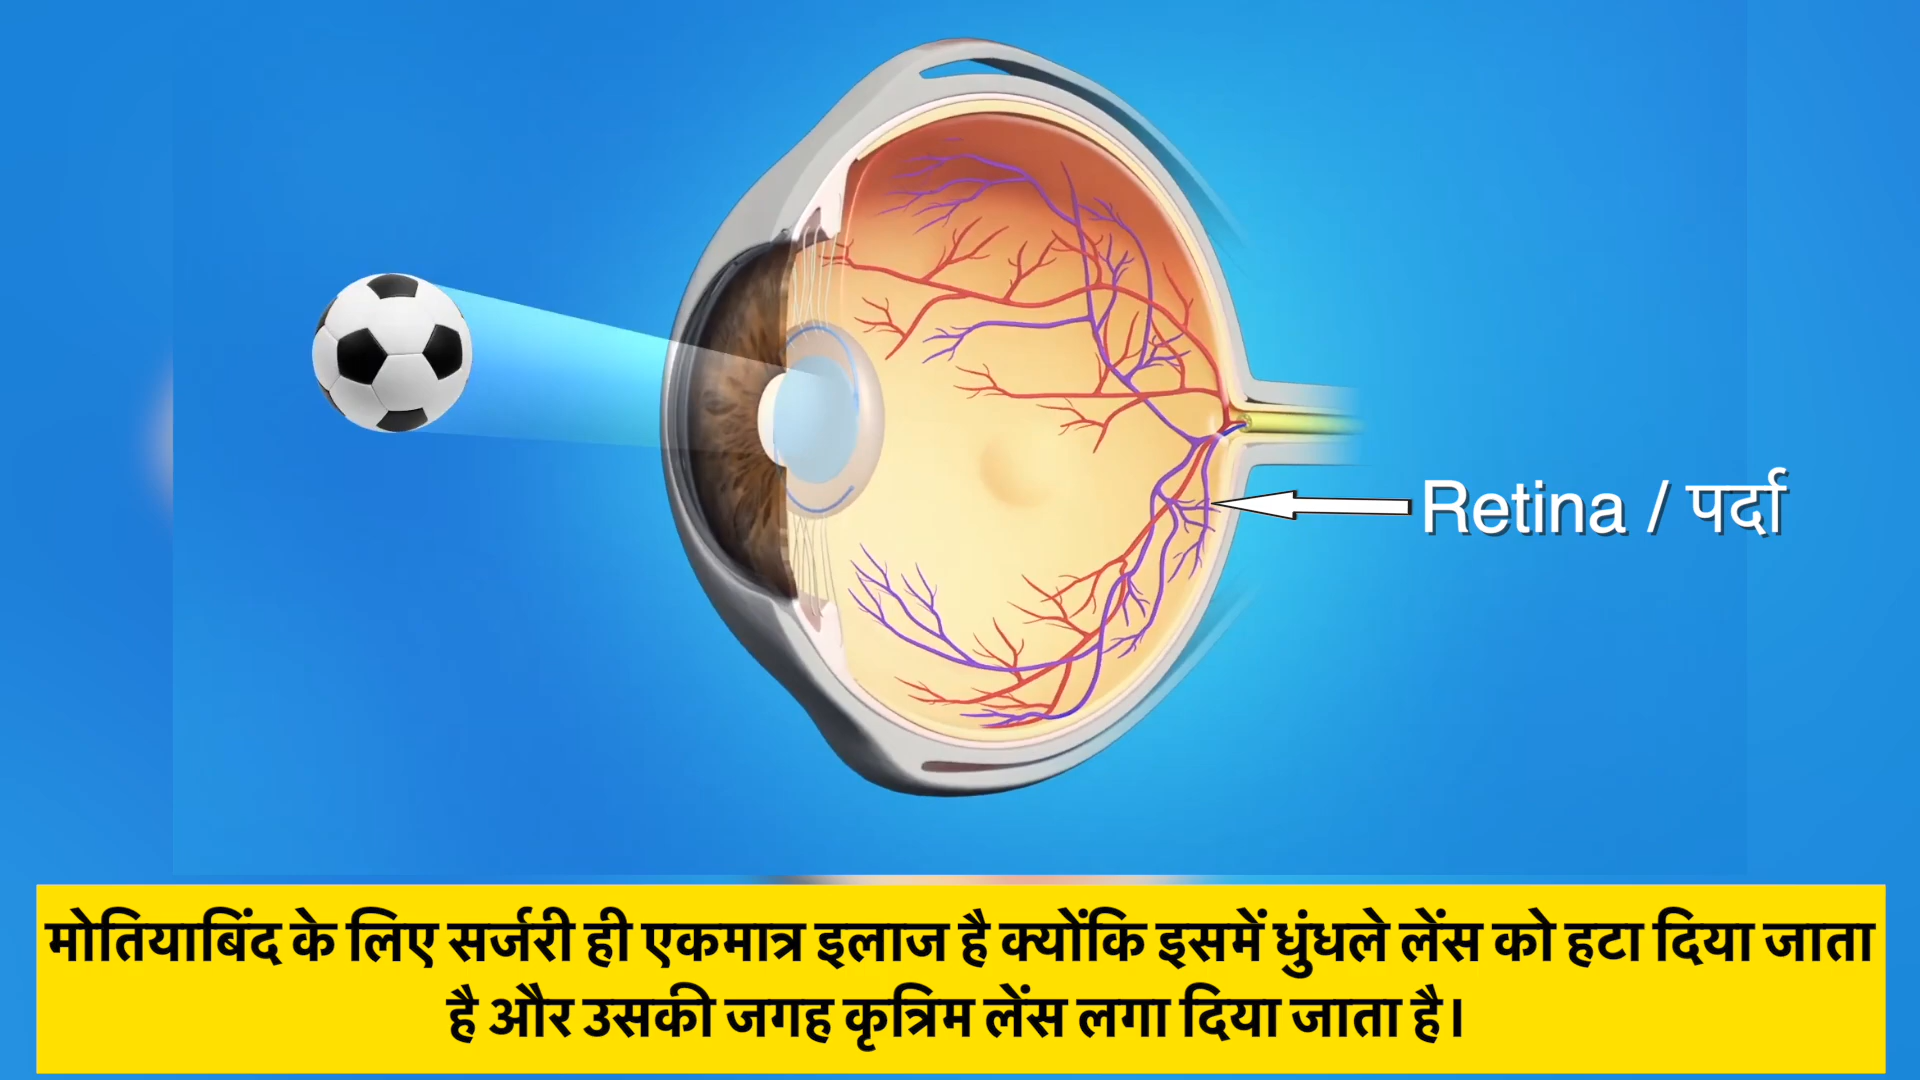 Retina / पर्दा
मोतियाबिंद के लिए सर्जरी ही एकमात्र इलाज है क्योंकि इसमें धुंधले लेंस को हटा दिया जाता
है और उसकी जगह कृत्रिम लेंस लगा दिया जाता है।